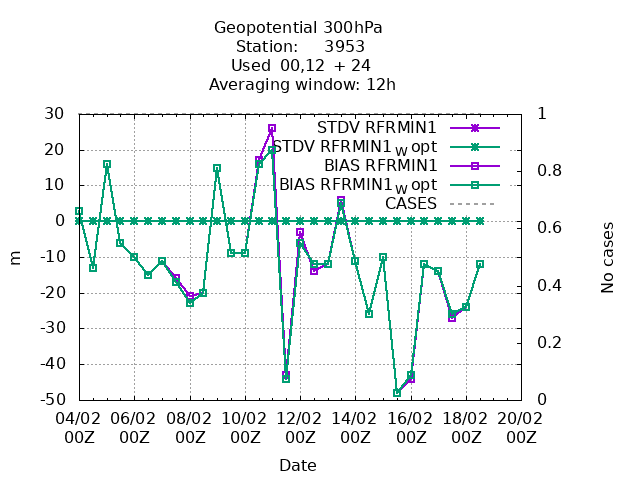 Geopotential 300hPa
Station: 3953
Used 00,12 + 24
Averaging window: 12h
30 1
STDV RFRMIN1
STDV RFRMIN1W opt
20 0.8
BIAS RFRMIN1
10 BIAS RFRMIN1W opt
CASES
0 0.6
-10
m No cases
-20 0.4
-30
0.2
-40
-50 0
04/02 06/02 08/02 10/02 12/02 14/02 16/02 18/02 20/02
00Z 00Z 00Z 00Z 00Z 00Z 00Z 00Z 00Z
Date